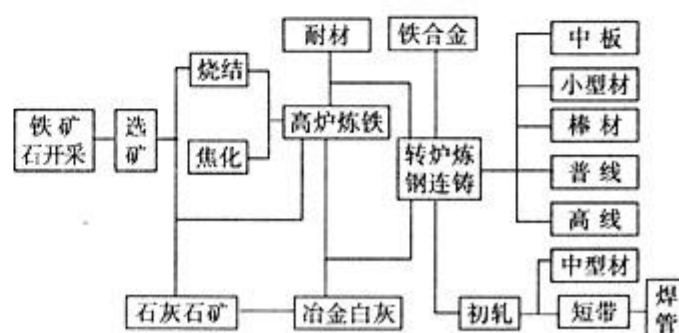 耐材
铁合金
中板
烧结
小型材
铁矿
石开采
选
矿
高炉炼铁
棒材
焦化
转炉炼
钢连铸
普线
高线
中型材
石灰石矿
冶金白灰
初轧
短带
焊
管